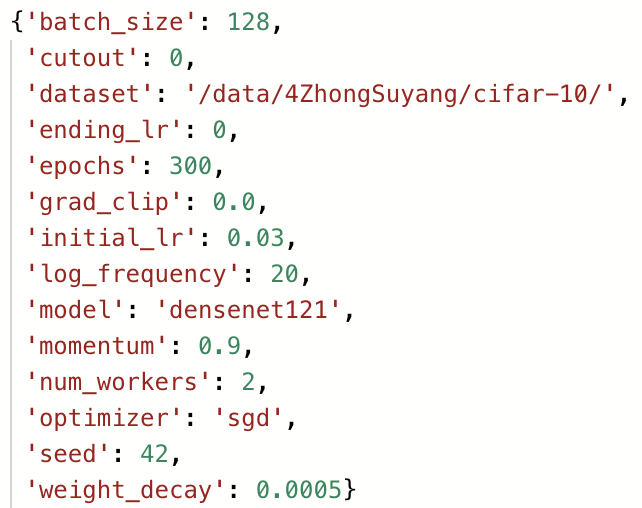 {'batch_size': 128,
'cutout': 0,
'dataset': '/data/4ZhongSuyang/cifar-10/',
'ending_lr': 0,
'epochs': 300,
'grad_clip': 0.0,
'initial_lr': 0.03,
'log_frequency': 20,
'model': 'densenet121',
'momentum': 0.9,
'num_workers': 2,
'optimizer': 'sgd',
'seed': 42,
'weight_decay': 0.0005}